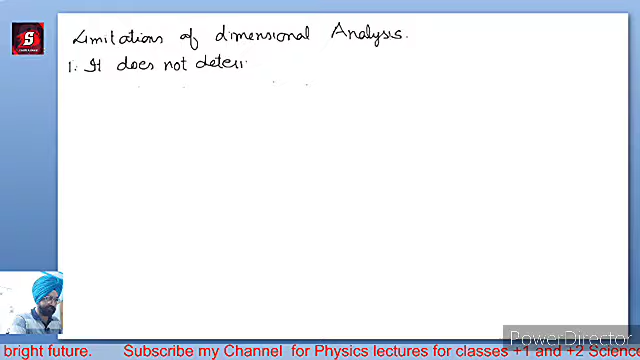 Limitations of dimensional Analysis.
1. It does not deter
S
PowerDirector
bright future. Subscribe my Channel for Physics lectures for classes +1 and +2 Science